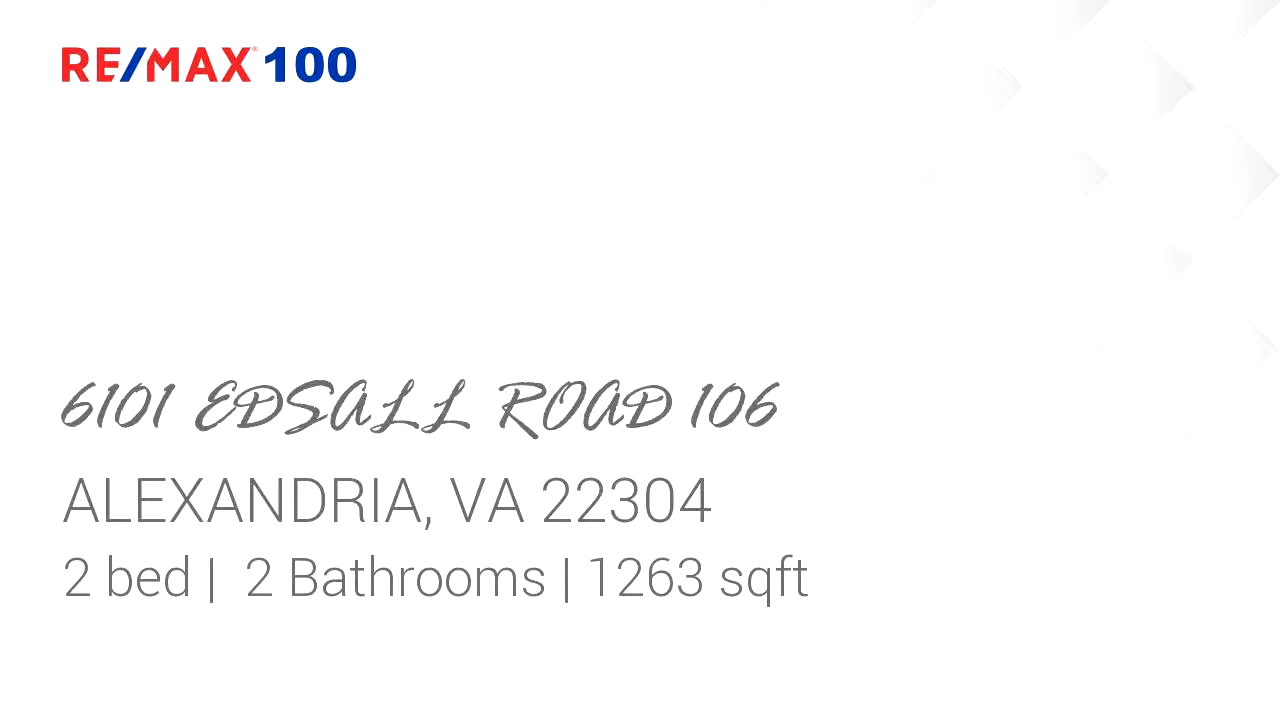 RE/MAX® 100
6101 EDSALL ROAD 106
ALEXANDRIA, VA 22304
2 bed | 2 Bathrooms | 1263 sqft